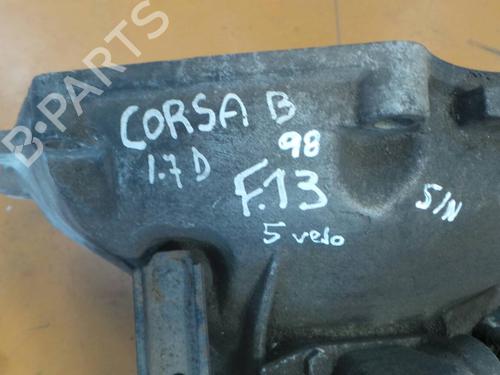 B-PARTS
CORSA B
98
1.7 D
F.13
S/N
5 velo